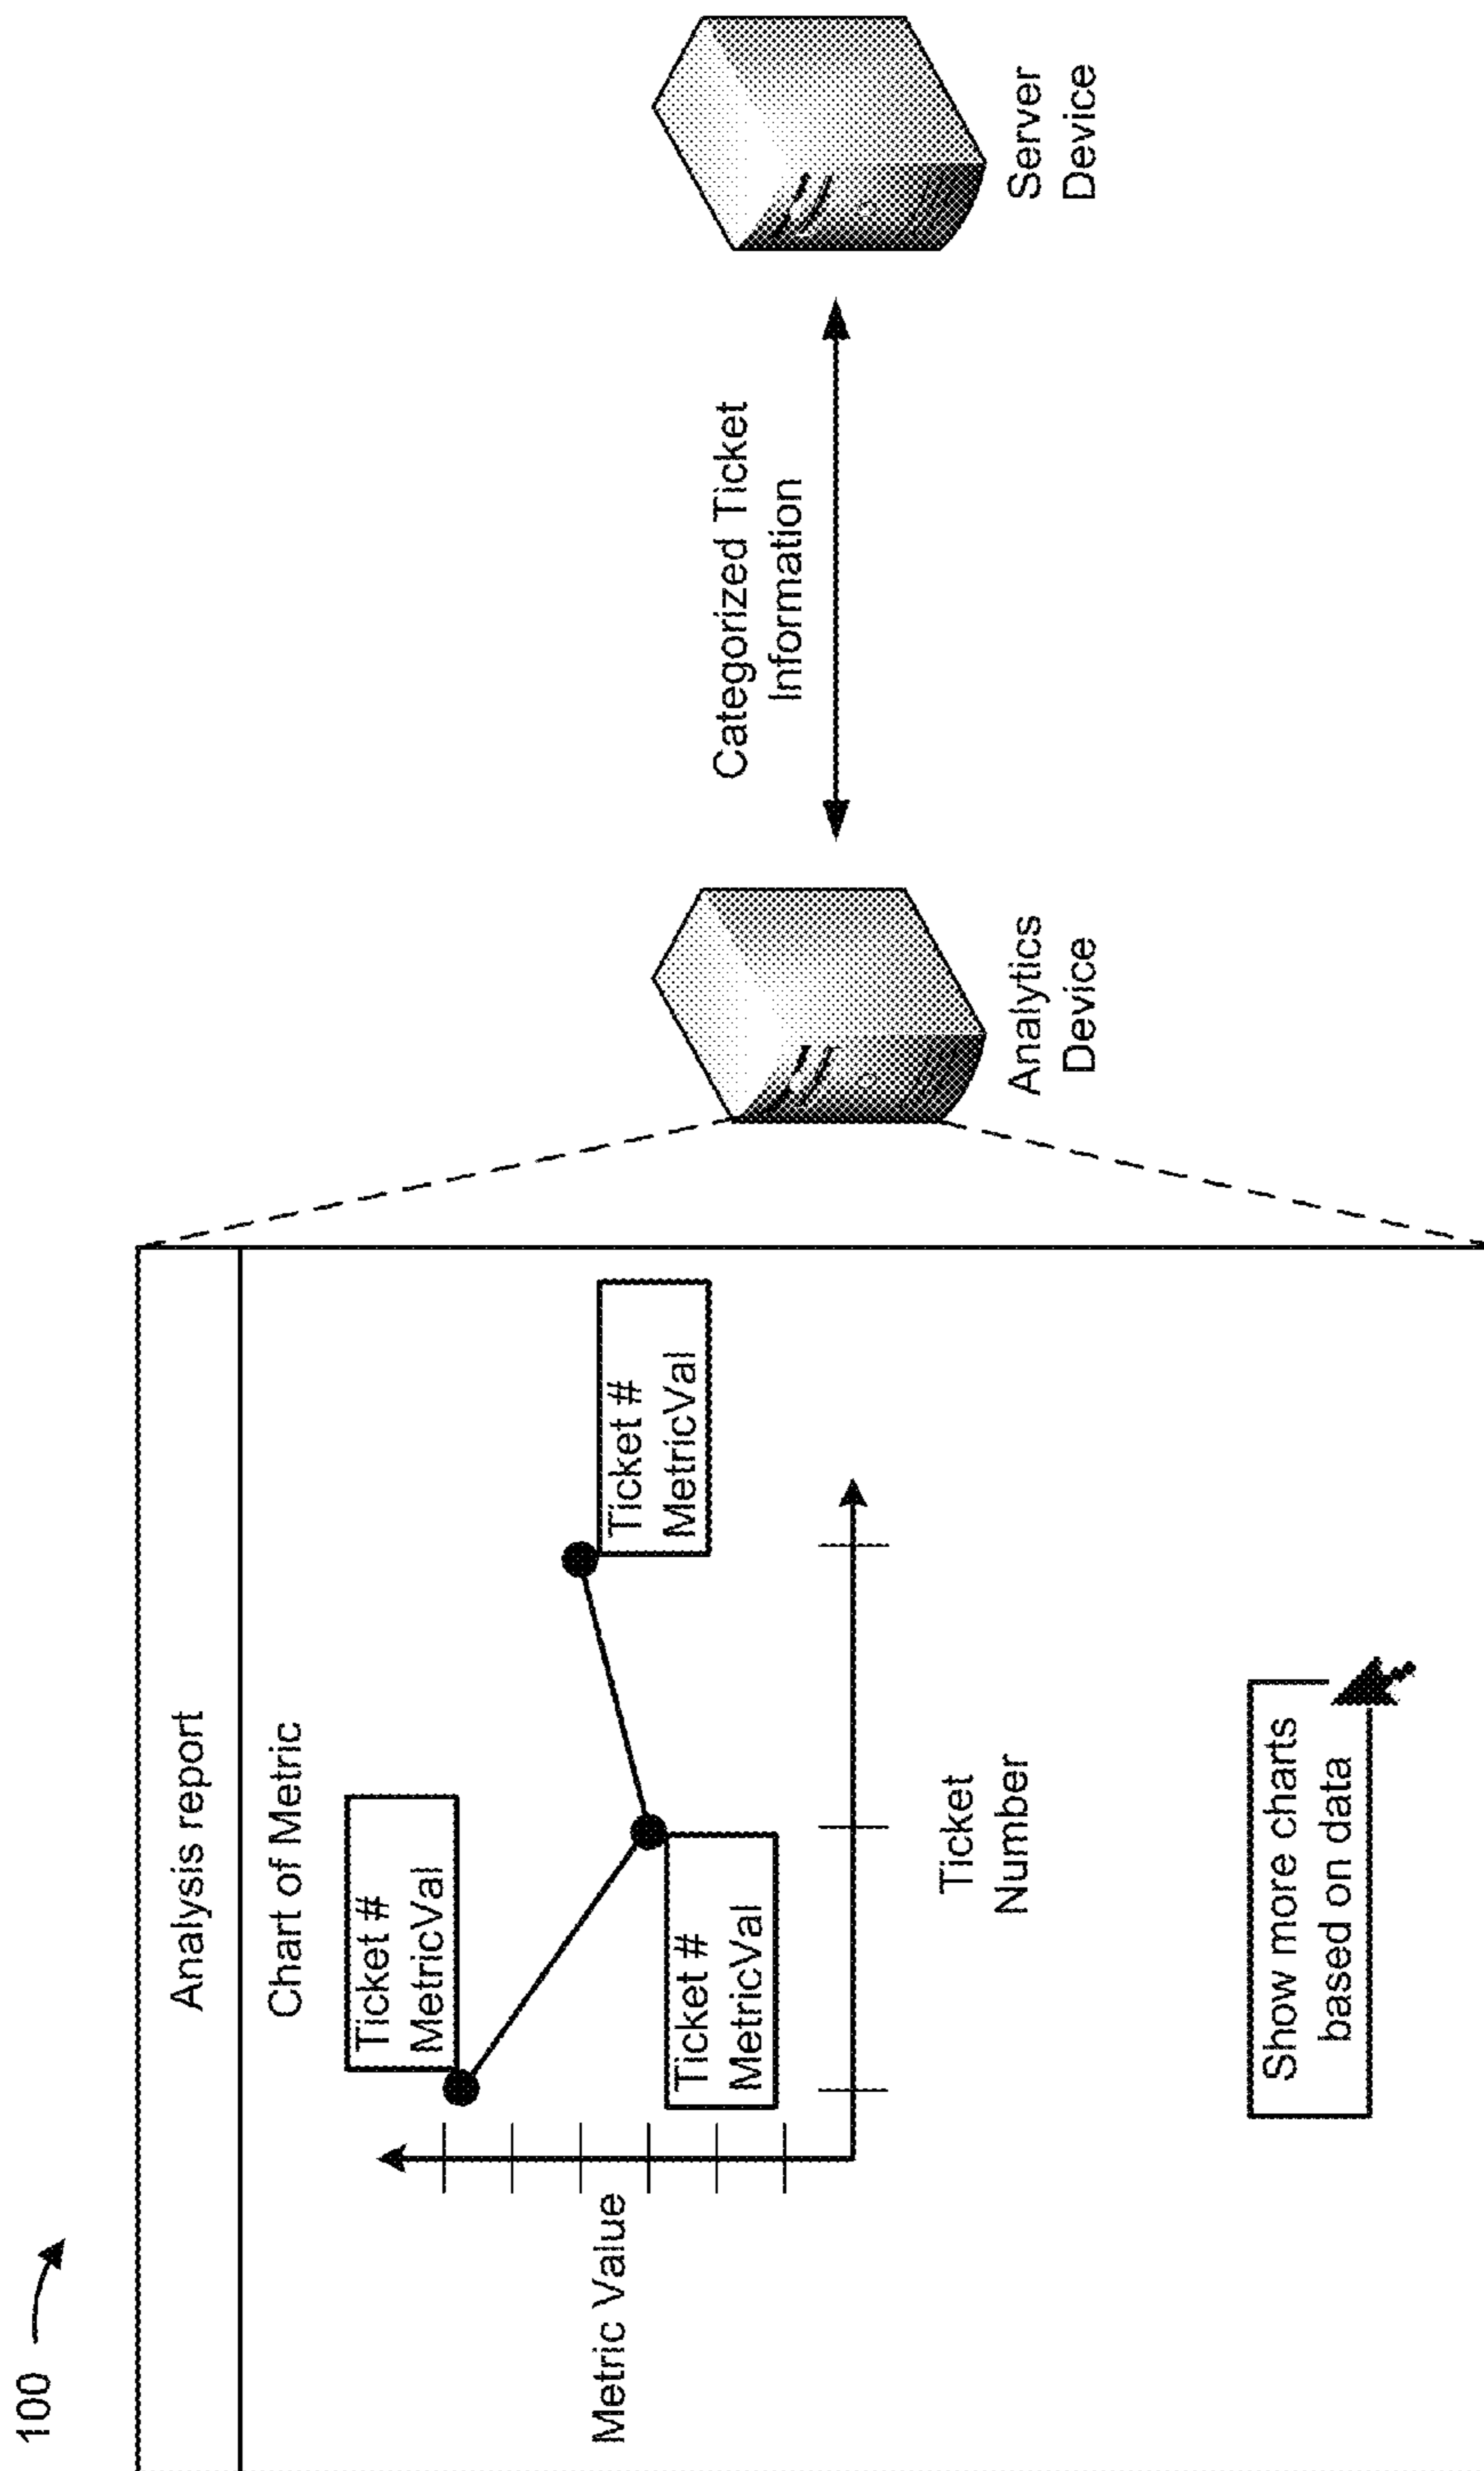 100
Analysis report
Chart of Metric
Ticket #
MetricVal
Ticket #
MetricVal
Ticket #
MetricVal
Metric Value
Ticket
Number
Show more charts
based on data
Analytics
Device
Categorized Ticket
Information
Server
Device